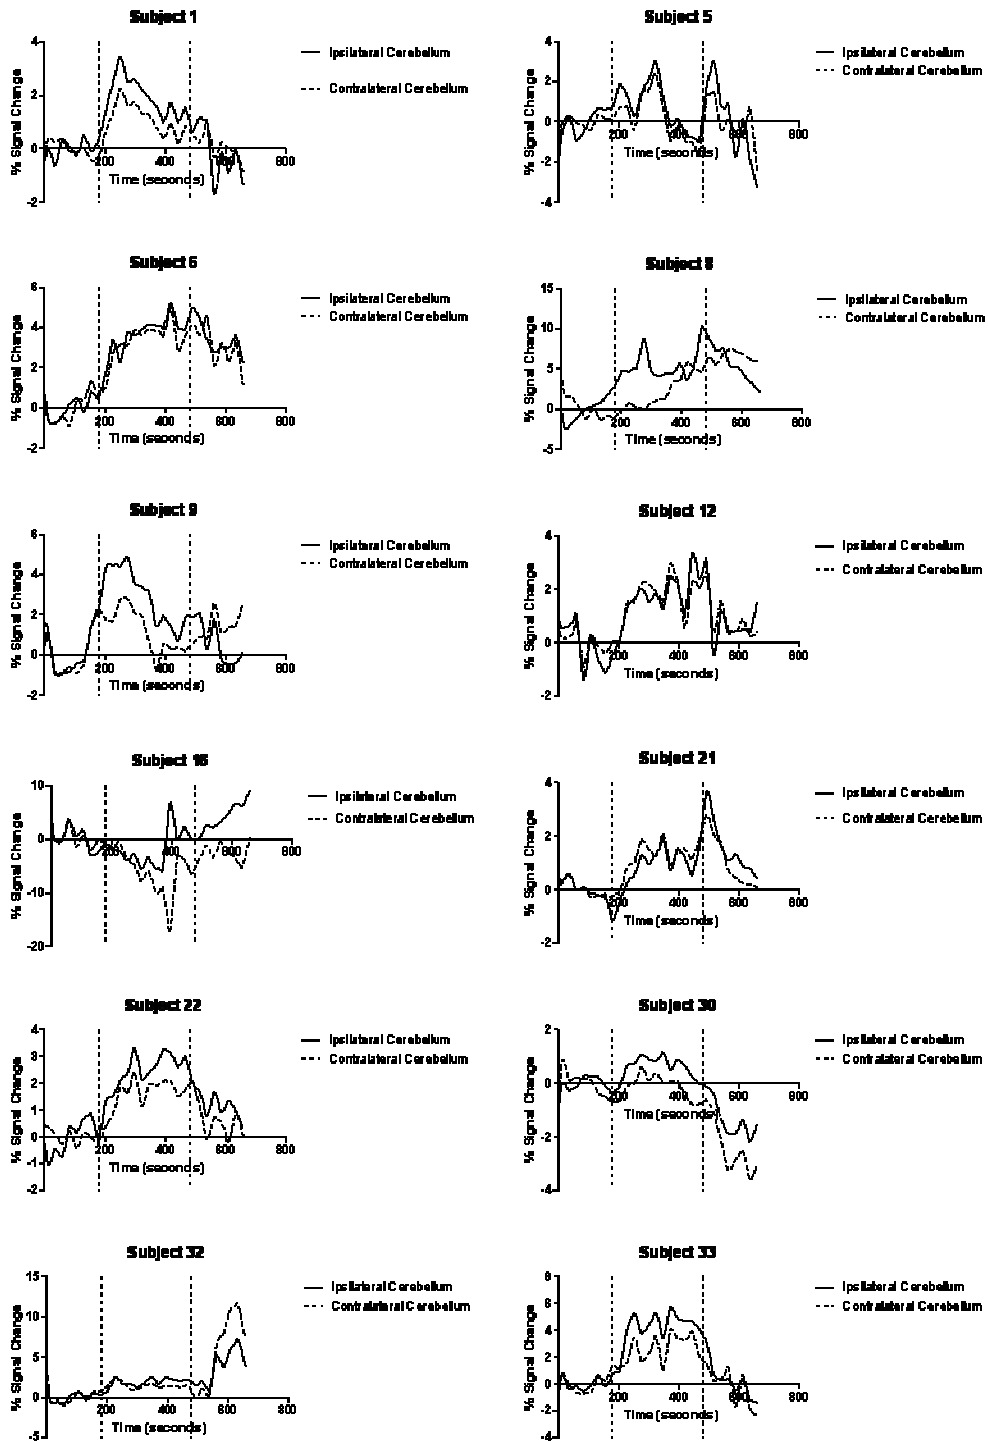 Subject 1
% Signal Change
4
2
0
-2
200 400 600 800
Time (seconds)
Ipsilateral Cerebellum
Contralateral Cerebellum
Subject 5
% Signal Change
4
2
0
-2
-4
200 400 600 800
Time (seconds)
Ipsilateral Cerebellum
Contralateral Cerebellum
Subject 6
% Signal Change
6
4
2
0
-2
200 400 600 800
Time (seconds)
Ipsilateral Cerebellum
Contralateral Cerebellum
Subject 8
% Signal Change
15
10
5
0
-5
200 400 600 800
Time (seconds)
Ipsilateral Cerebellum
Contralateral Cerebellum
Subject 9
% Signal Change
6
4
2
0
-2
200 400 600 800
Time (seconds)
Ipsilateral Cerebellum
Contralateral Cerebellum
Subject 12
% Signal Change
4
2
0
-2
200 400 600 800
Time (seconds)
Ipsilateral Cerebellum
Contralateral Cerebellum
Subject 16
% Signal Change
10
0
-10
-20
200 600 800
Ipsilateral Cerebellum
Contralateral Cerebellum
Subject 21
% Signal Change
4
2
0
-2
200 400 600 800
Time (seconds)
Ipsilateral Cerebellum
Contralateral Cerebellum
Subject 22
% Signal Change
4
3
2
1
0
-1
-2
200 400 600 800
Time (seconds)
Ipsilateral Cerebellum
Contralateral Cerebellum
Subject 30
% Signal Change
2
0
-2
-4
200 400 600 800
Time (seconds)
Ipsilateral Cerebellum
Contralateral Cerebellum
Subject 32
% Signal Change
15
10
5
0
-5
200 400 600 800
Time (seconds)
Ipsilateral Cerebellum
Contralateral Cerebellum
Subject 33
% Signal Change
8
6
4
2
0
-2
-4
200 400 600 800
Time (seconds)
Ipsilateral Cerebellum
Contralateral Cerebellum